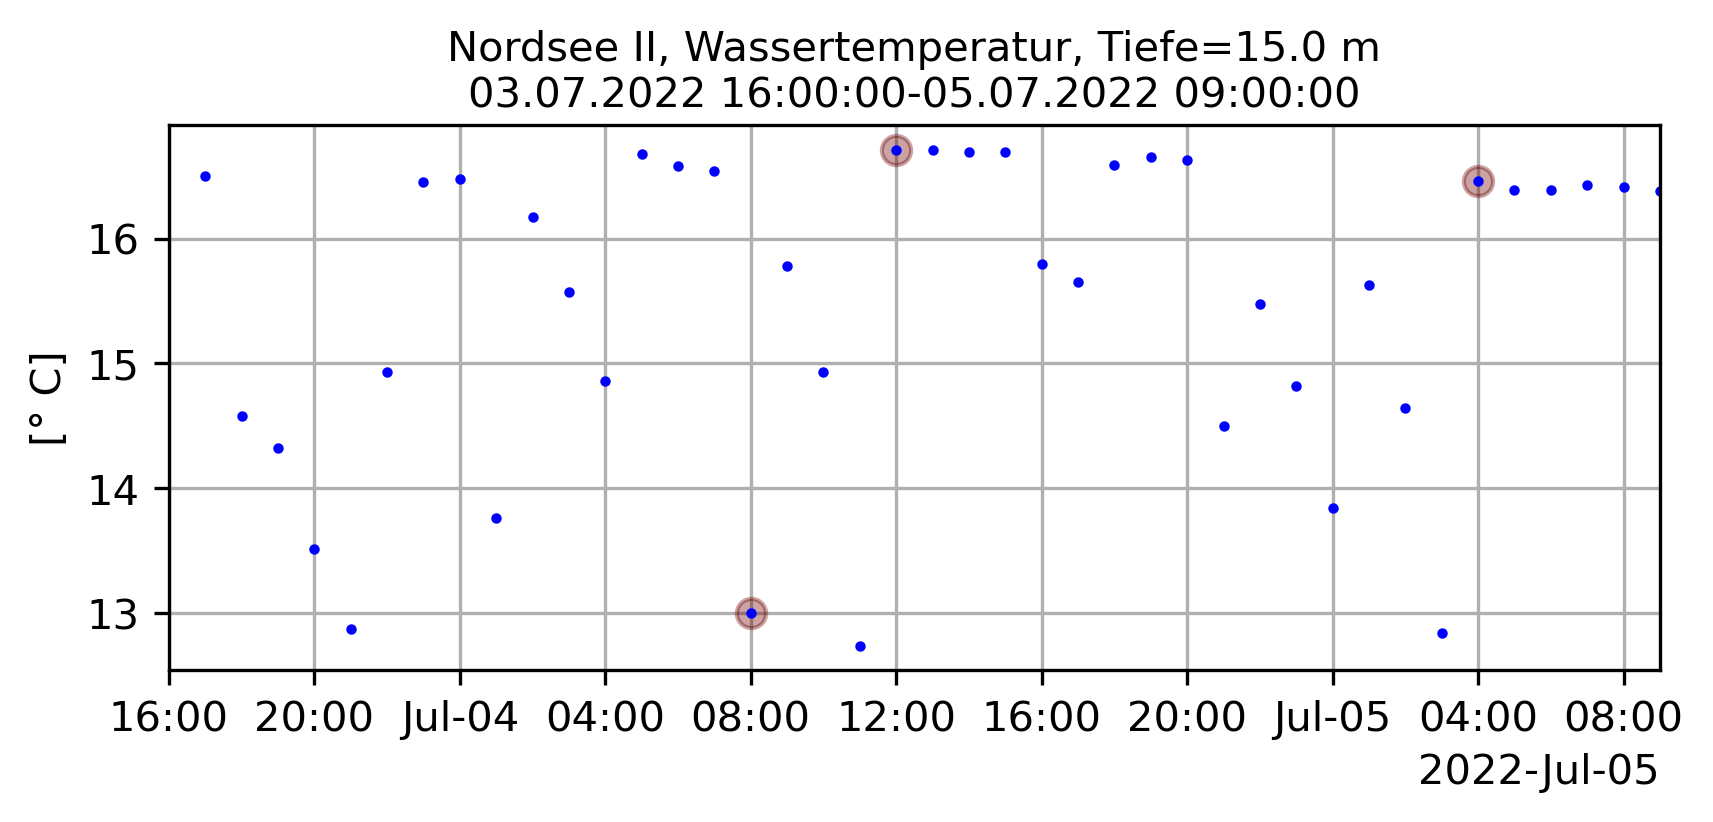 Nordsee II, Wassertemperatur, Tiefe=15.0 m
03.07.2022 16:00:00-05.07.2022 09:00:00
[° C]
16
15
14
13
16:00 20:00 Jul-04 04:00 08:00 12:00 16:00 20:00 Jul-05 04:00 08:00
2022-Jul-05